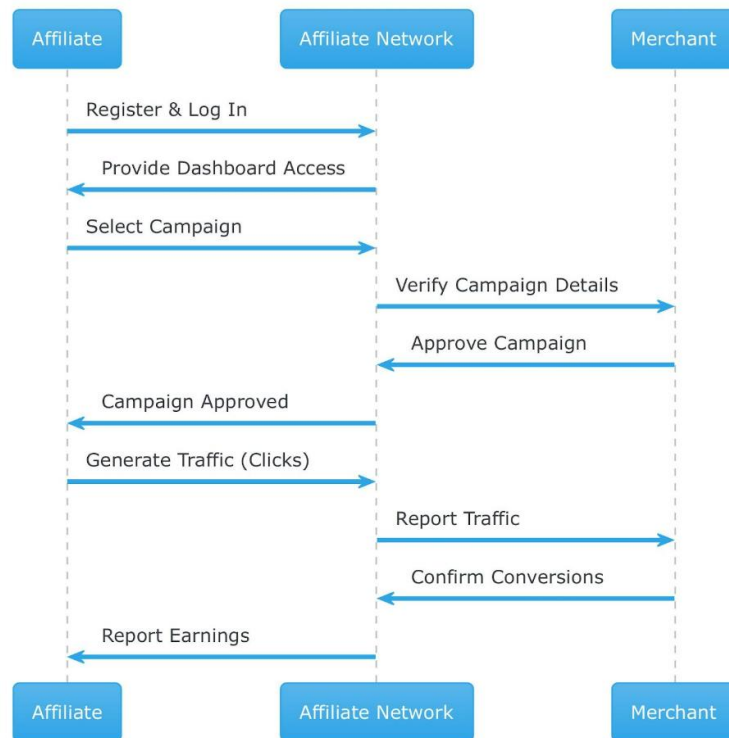 Affiliate
Affiliate Network
Merchant
Register & Log In
Provide Dashboard Access
Select Campaign
Verify Campaign Details
Approve Campaign
Campaign Approved
Generate Traffic (Clicks)
Report Traffic
Confirm Conversions
Report Earnings
Affiliate
Affiliate Network
Merchant